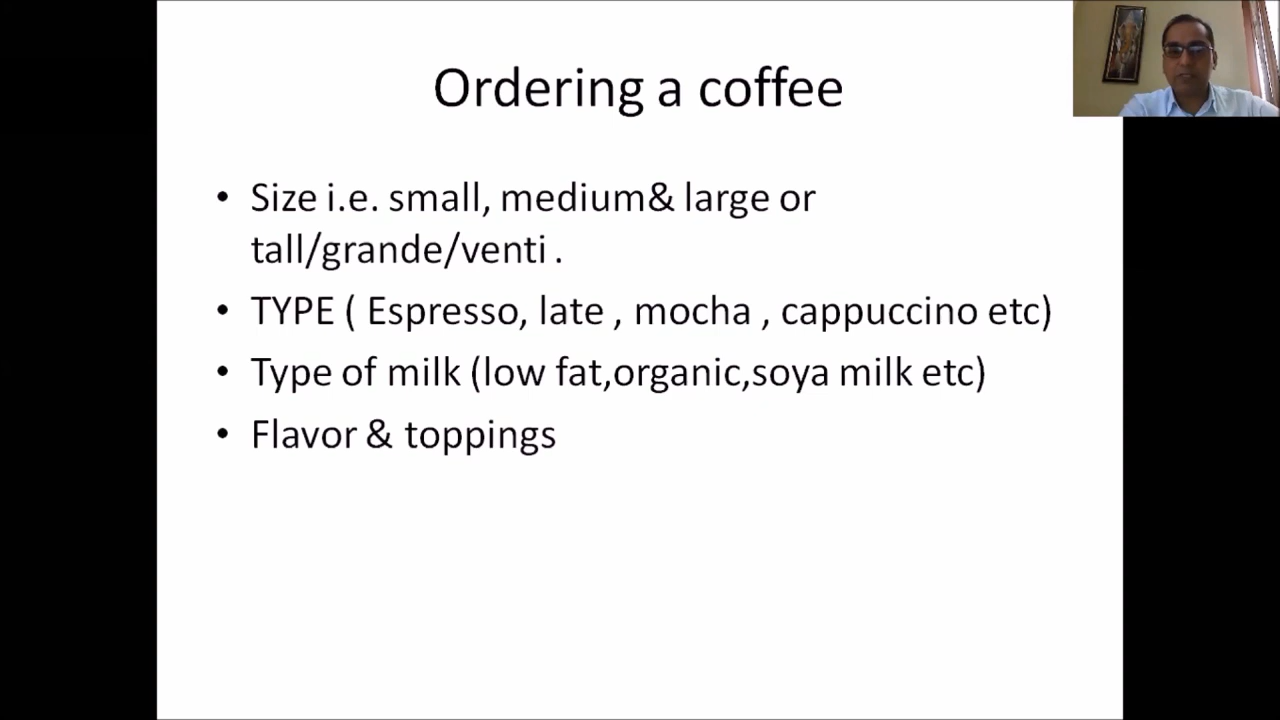 Ordering a coffee
• Size i.e. small, medium& large or
tall/grande/venti .
• TYPE ( Espresso, late , mocha , cappuccino etc)
• Type of milk (low fat,organic,soya milk etc)
• Flavor & toppings